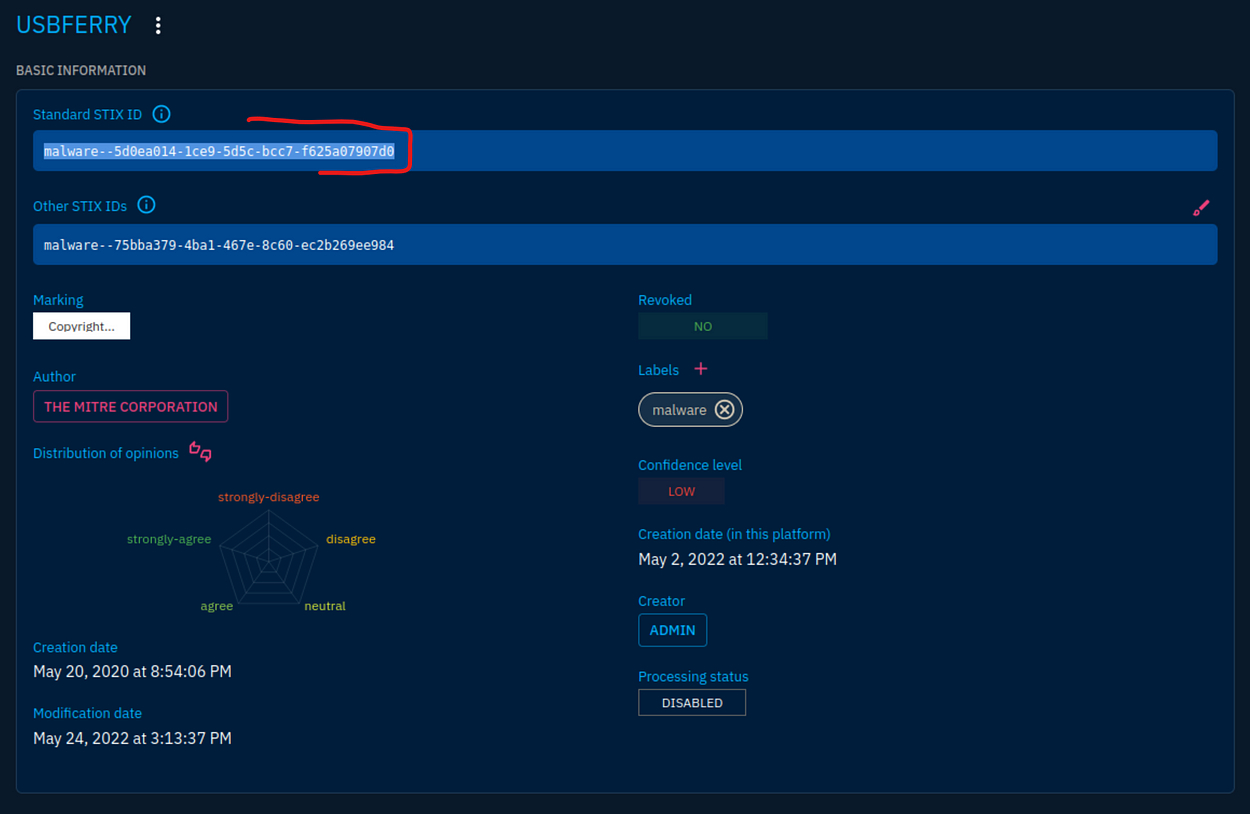 USBFERRY
BASIC INFORMATION
Standard STIX ID
malware--5d0ea014-1ce9-5d5c-bcc7-f625a07907d0
Other STIX IDs
malware--75bba379-4ba1-467e-8c60-ec2b269ee984
Marking
Copyright...
Author
THE MITRE CORPORATION
Distribution of opinions
strongly-disagree
strongly-agree
disagree
agree
neutral
Creation date
May 20, 2020 at 8:54:06 PM
Modification date
May 24, 2022 at 3:13:37 PM
Revoked
NO
Labels
malware
Confidence level
LOW
Creation date (in this platform)
May 2, 2022 at 12:34:37 PM
Creator
ADMIN
Processing status
DISABLED